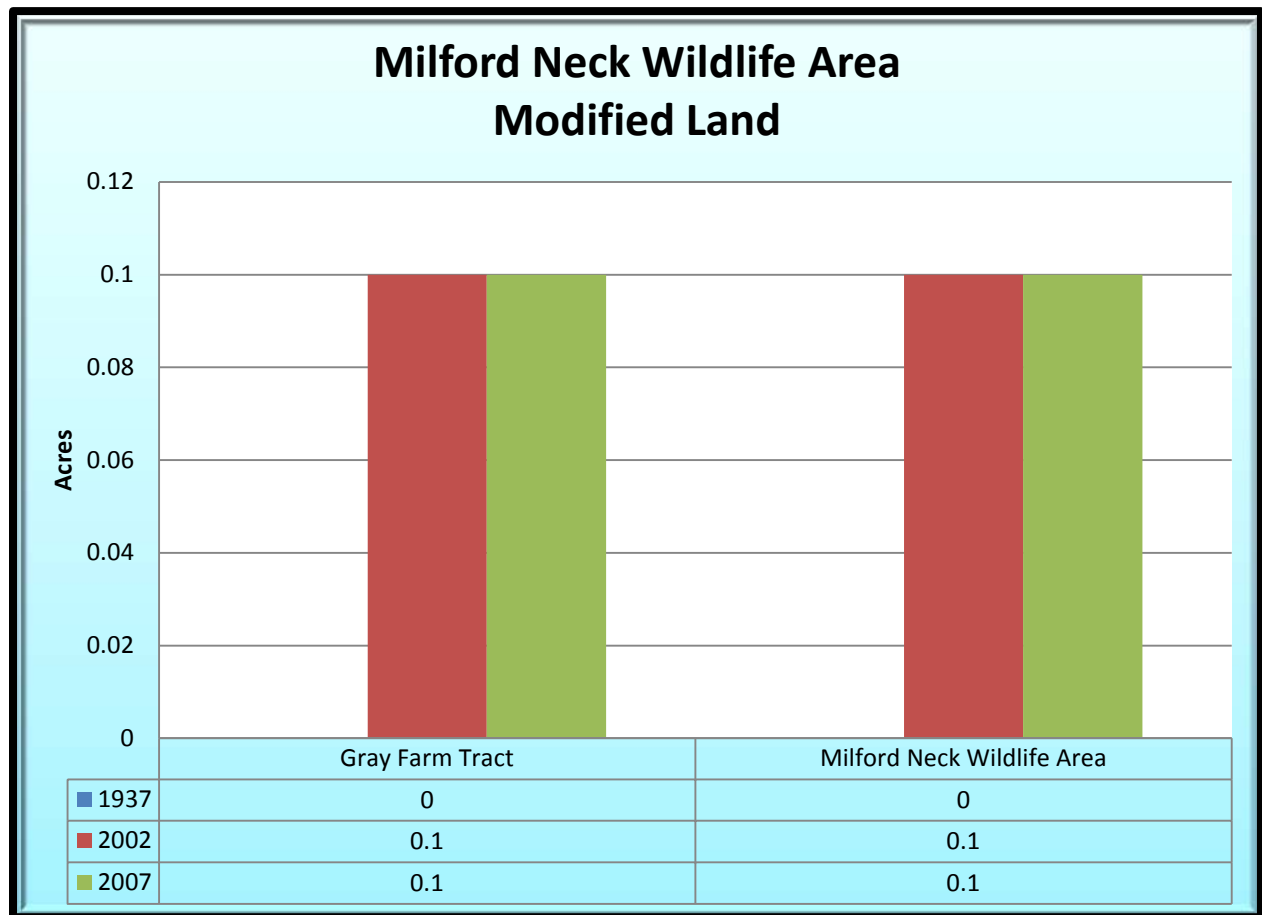 Milford Neck Wildlife Area
Modified Land
0.12
0.1
0.08
0.06
0.04
0.02
0
Acres
Gray Farm Tract Milford Neck Wildlife Area
1937 0 0
2002 0.1 0.1
2007 0.1 0.1